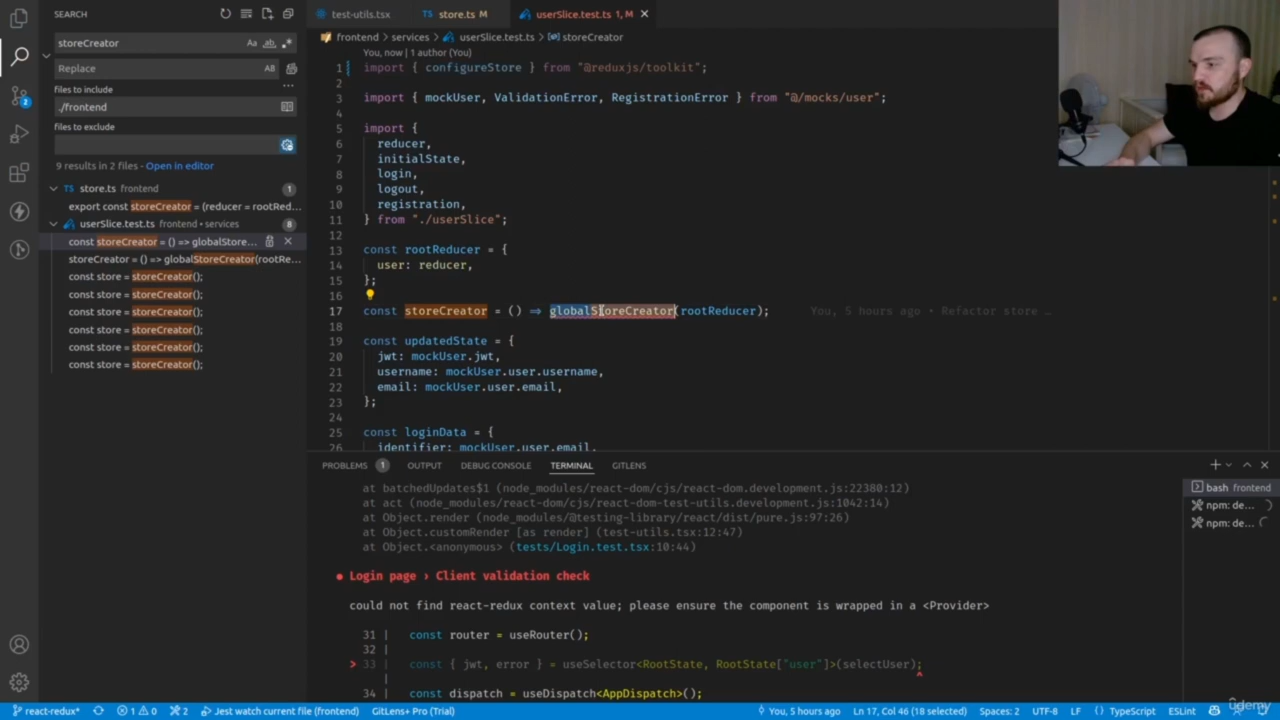 SEARCH
test-utils.tsx
store.ts M
userSlice.test.ts 1, M
storeCreator
Aa ab
Replace
AB
files to include
./frontend
files to exclude
9 results in 2 files - Open in editor
store.ts frontend 1
export const storeCreator = (reducer = rootRed...
userSlice.test.ts frontend • services 8
const storeCreator = () => globalStore...
storeCreator = () => globalStoreCreator(rootRe...
const store = storeCreator();
const store = storeCreator();
const store = storeCreator();
const store = storeCreator();
const store = storeCreator();
const store = storeCreator();
frontend > services > userSlice.test.ts > storeCreator
You, now | 1 author (You)
1 import { configureStore } from "@reduxjs/toolkit";
2
3 import { mockUser, ValidationError, RegistrationError } from "@/mocks/user";
4
5 import {
6 reducer,
7 initialState,
8 login,
9 logout,
10 registration,
11 } from "./userSlice";
12
13 const rootReducer = {
14 user: reducer,
15 };
16
17 const storeCreator = () => globalStoreCreator(rootReducer); You, 5 hours ago • Refactor store …
18
19 const updatedState = {
20 jwt: mockUser.jwt,
21 username: mockUser.user.username,
22 email: mockUser.user.email,
23 };
24
25 const loginData = {
26 identifier: mockUser.user.email,
PROBLEMS 1 OUTPUT DEBUG CONSOLE TERMINAL GITLENS
at batchedUpdates$1 (node_modules/react-dom/cjs/react-dom.development.js:22380:12)
at act (node_modules/react-dom/cjs/react-dom-test-utils.development.js:1042:14)
at Object.render (node_modules/@testing-library/react/dist/pure.js:97:26)
at Object.customRender [as render] (test-utils.tsx:12:47)
at Object.<anonymous> (tests/Login.test.tsx:10:44)
● Login page › Client validation check
could not find react-redux context value; please ensure the component is wrapped in a <Provider>
31 | const router = useRouter();
32 |
> 33 | const { jwt, error } = useSelector<RootState, RootState["user"]>(selectUser);
| ^
34 | const dispatch = useDispatch<AppDispatch>();
bash frontend
npm: de...
npm: de...
2
react-redux* 1 0 2 Jest watch current file (frontend) GitLens+ Pro (Trial) You, 5 hours ago Ln 17, Col 46 (18 selected) Spaces: 2 UTF-8 LF {} TypeScript ESLint
udemy